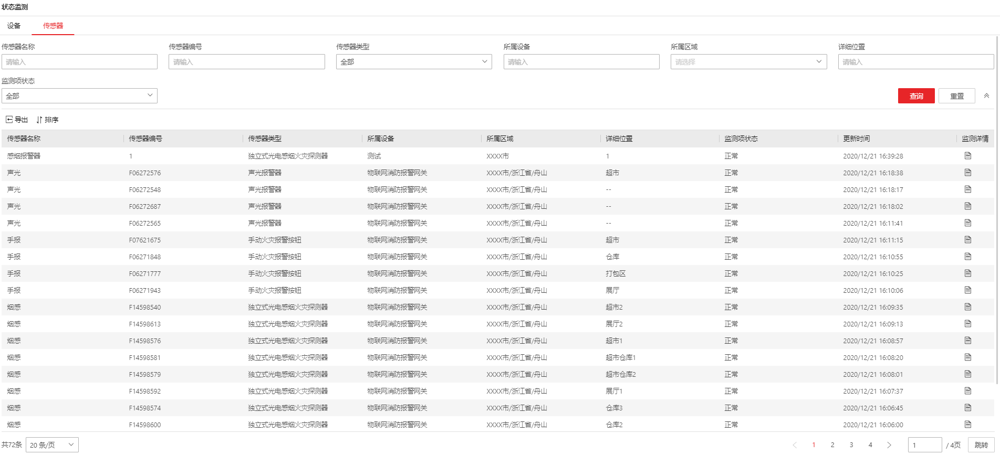 状态监测
设备 传感器
传感器名称 传感器编号 传感器类型 所属设备 所属区域 详细位置
请输入 请输入 全部 请输入 请选择 请输入
监测项状态
全部 查询 重置
导出 排序
传感器名称 传感器编号 传感器类型 所属设备 所属区域 详细位置 监测项状态 更新时间 监测详情
感烟报警器 1 独立式光电感烟火灾探测器 测试 XXXX市 1 正常 2020/12/21 16:39:28
声光 F06272576 声光报警器 物联网消防报警网关 XXXX市/浙江省/舟山 超市 正常 2020/12/21 16:18:38
声光 F06272548 声光报警器 物联网消防报警网关 XXXX市/浙江省/舟山 -- 正常 2020/12/21 16:18:17
声光 F06272687 声光报警器 物联网消防报警网关 XXXX市/浙江省/舟山 -- 正常 2020/12/21 16:18:02
声光 F06272565 声光报警器 物联网消防报警网关 XXXX市/浙江省/舟山 -- 正常 2020/12/21 16:11:41
手报 F07621675 手动火灾报警按钮 物联网消防报警网关 XXXX市/浙江省/舟山 超市 正常 2020/12/21 16:11:15
手报 F06271848 手动火灾报警按钮 物联网消防报警网关 XXXX市/浙江省/舟山 仓库 正常 2020/12/21 16:10:55
手报 F06271777 手动火灾报警按钮 物联网消防报警网关 XXXX市/浙江省/舟山 打包区 正常 2020/12/21 16:10:25
手报 F06271943 手动火灾报警按钮 物联网消防报警网关 XXXX市/浙江省/舟山 展厅 正常 2020/12/21 16:10:06
烟感 F14598540 独立式光电感烟火灾探测器 物联网消防报警网关 XXXX市/浙江省/舟山 超市2 正常 2020/12/21 16:09:35
烟感 F14598613 独立式光电感烟火灾探测器 物联网消防报警网关 XXXX市/浙江省/舟山 展厅2 正常 2020/12/21 16:09:13
烟感 F14598576 独立式光电感烟火灾探测器 物联网消防报警网关 XXXX市/浙江省/舟山 超市1 正常 2020/12/21 16:08:57
烟感 F14598581 独立式光电感烟火灾探测器 物联网消防报警网关 XXXX市/浙江省/舟山 超市仓库1 正常 2020/12/21 16:08:20
烟感 F14598579 独立式光电感烟火灾探测器 物联网消防报警网关 XXXX市/浙江省/舟山 超市仓库2 正常 2020/12/21 16:08:01
烟感 F14598592 独立式光电感烟火灾探测器 物联网消防报警网关 XXXX市/浙江省/舟山 展厅1 正常 2020/12/21 16:07:37
烟感 F14598574 独立式光电感烟火灾探测器 物联网消防报警网关 XXXX市/浙江省/舟山 仓库3 正常 2020/12/21 16:06:45
烟感 F14598600 独立式光电感烟火灾探测器 物联网消防报警网关 XXXX市/浙江省/舟山 仓库2 正常 2020/12/21 16:06:00
共72条 20 条/页 1 2 3 4 1 / 4页 跳转